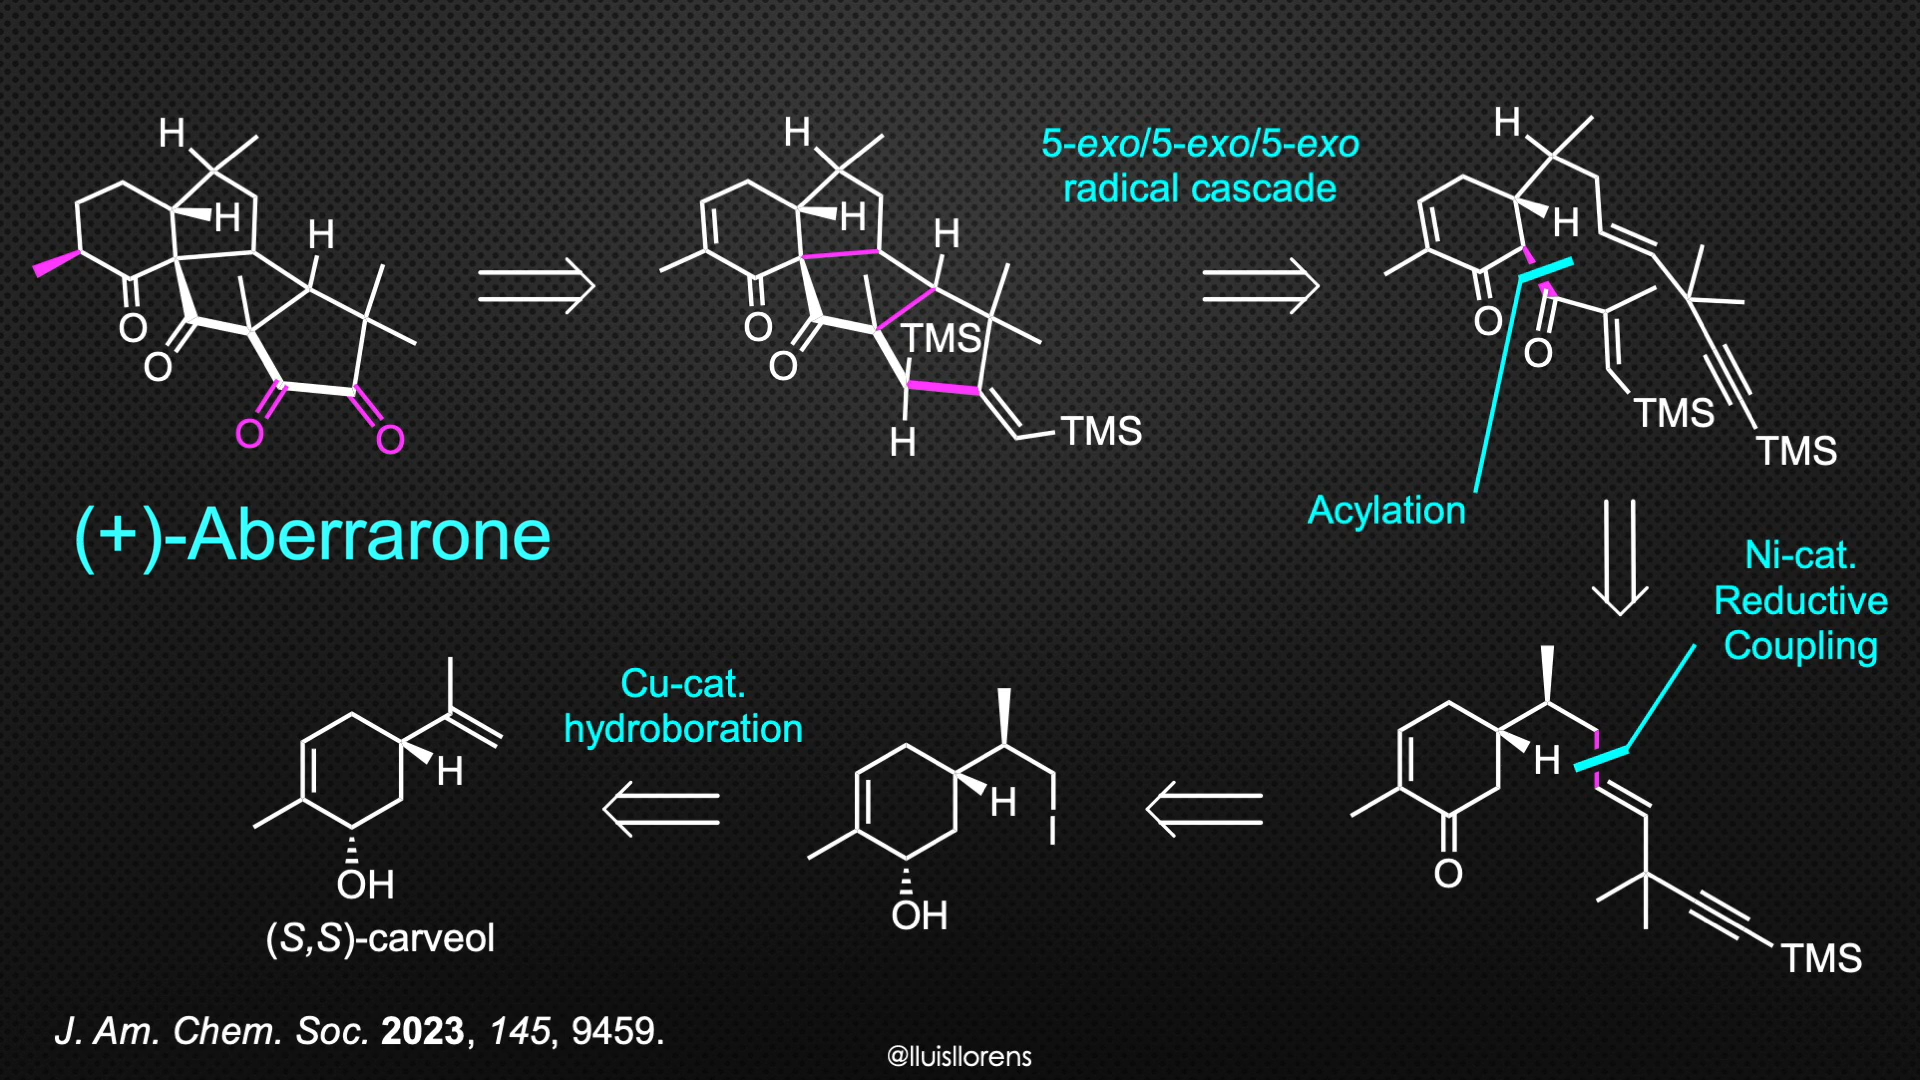 H
H
H
O
O
O
O
H
H
H
O
O
TMS
H
TMS
5-exo/5-exo/5-exo
radical cascade
H
H
O
O
TMS
TMS
Acylation
(+)-Aberrarone
Ni-cat.
Reductive
Coupling
H
O
TMS
H
I
OH
Cu-cat.
hydroboration
H
OH
(S,S)-carveol
J. Am. Chem. Soc. 2023, 145, 9459.
@lluisllorens